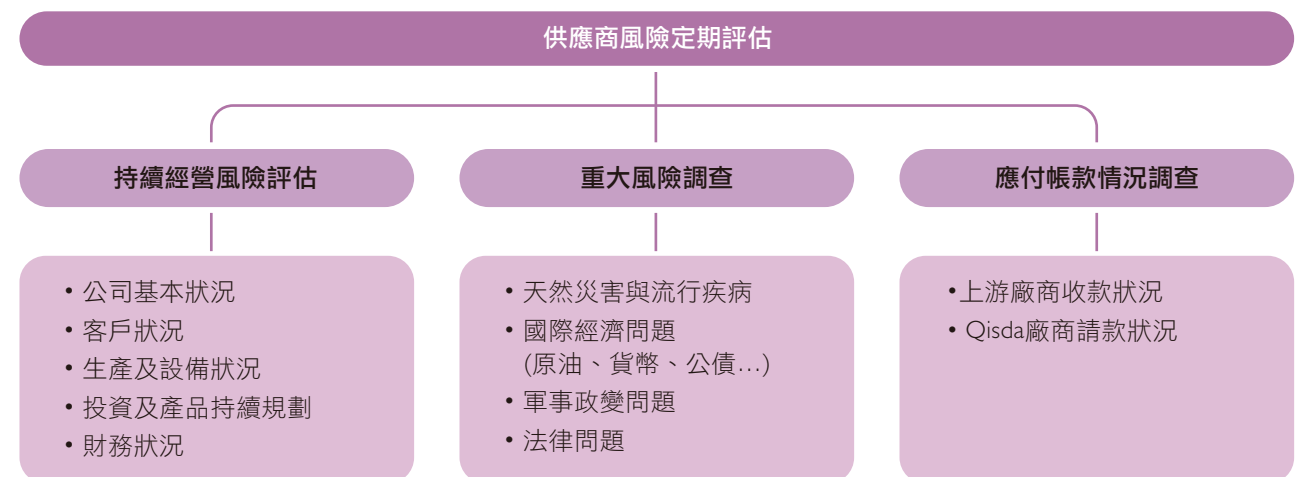 供應商風險定期評估
持續經營風險評估
• 公司基本狀況
• 客戶狀況
• 生產及設備狀況
• 投資及產品持續規劃
• 財務狀況
重大風險調查
• 天然災害與流行疾病
• 國際經濟問題
(原油、貨幣、公債…)
• 軍事政變問題
• 法律問題
應付帳款情況調查
•上游廠商收款狀況
• Qisda廠商請款狀況